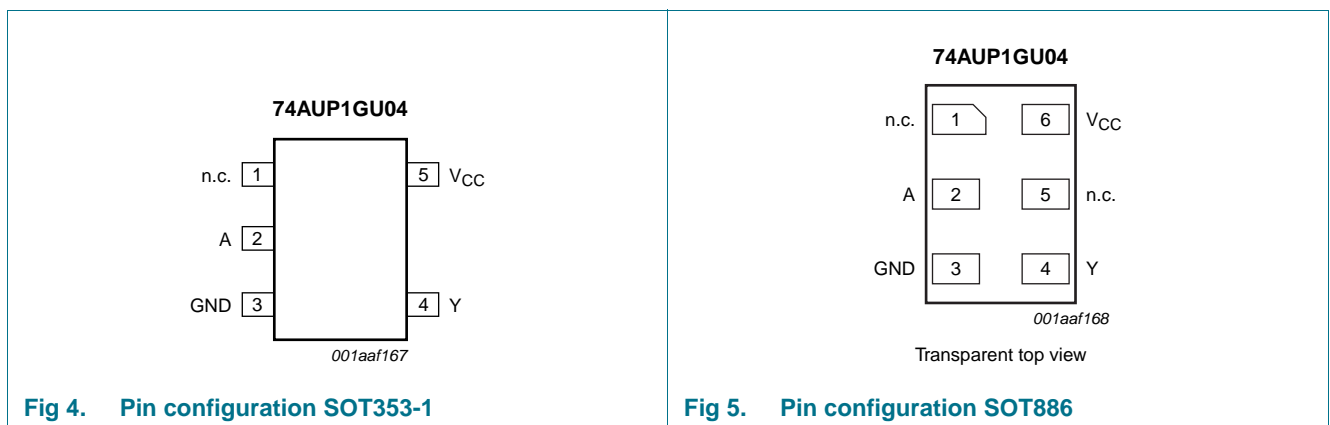 74AUP1GU04
n.c. 1 5 VCC
A 2
GND 3 4 Y
001aaf167
Fig 4. Pin configuration SOT353-1
74AUP1GU04
n.c. 1 6 VCC
A 2 5 n.c.
GND 3 4 Y
001aaf168
Transparent top view
Fig 5. Pin configuration SOT886